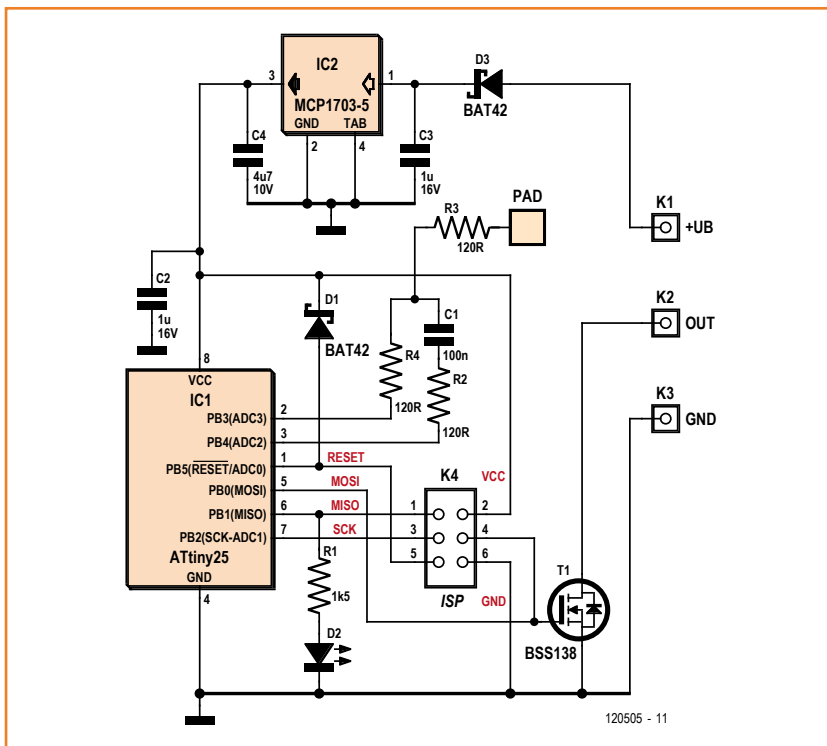 IC2
MCP1703-5
GND
TAB
3
1
2
4
D3
BAT42
C4
4u7
10V
C3
1u
16V
PAD
R3
120R
K1
+UB
C2
1u
16V
D1
BAT42
C1
100n
R4
120R
R2
120R
K2
OUT
K3
GND
8
VCC
IC1
PB3(ADC3)
2
PB4(ADC2)
3
PB5(RESET/ADC0)
1
RESET
PB0(MOSI)
5
MOSI
PB1(MISO)
6
MISO
PB2(SCK-ADC1)
7
SCK
ATtiny25
GND
4
K4
VCC
1
2
3
4
5
6
ISP
GND
R1
1k5
D2
T1
BSS138
120505 - 11